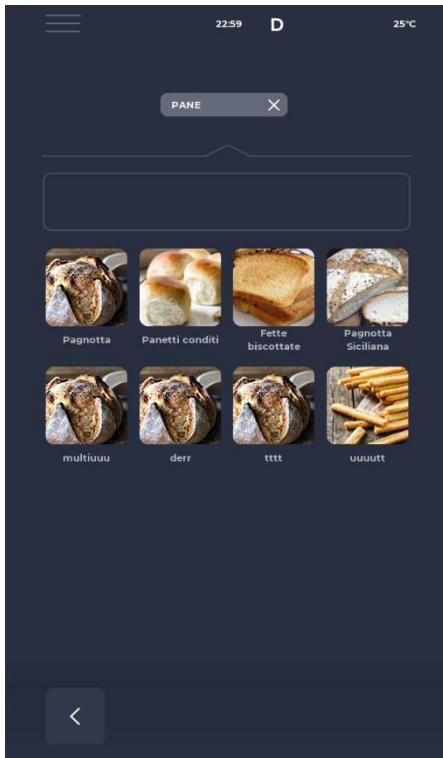 22:59 D 25°C
PANE
Pagnotta
Panetti conditi
Fette
biscottate
Pagnotta
Siciliana
multiuuu
derr
tttt
uuuutt